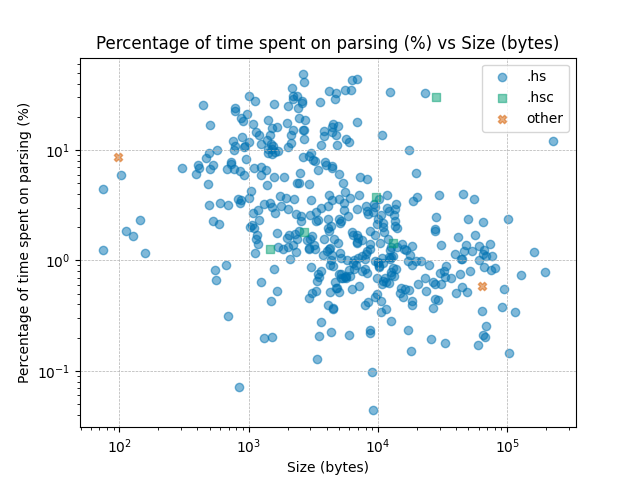 Percentage of time spent on parsing (%) vs Size (bytes)
.hs
.hsc
other
Percentage of time spent on parsing (%)
10¹
10⁰
10⁻¹
10² 10³ 10⁴ 10⁵
Size (bytes)